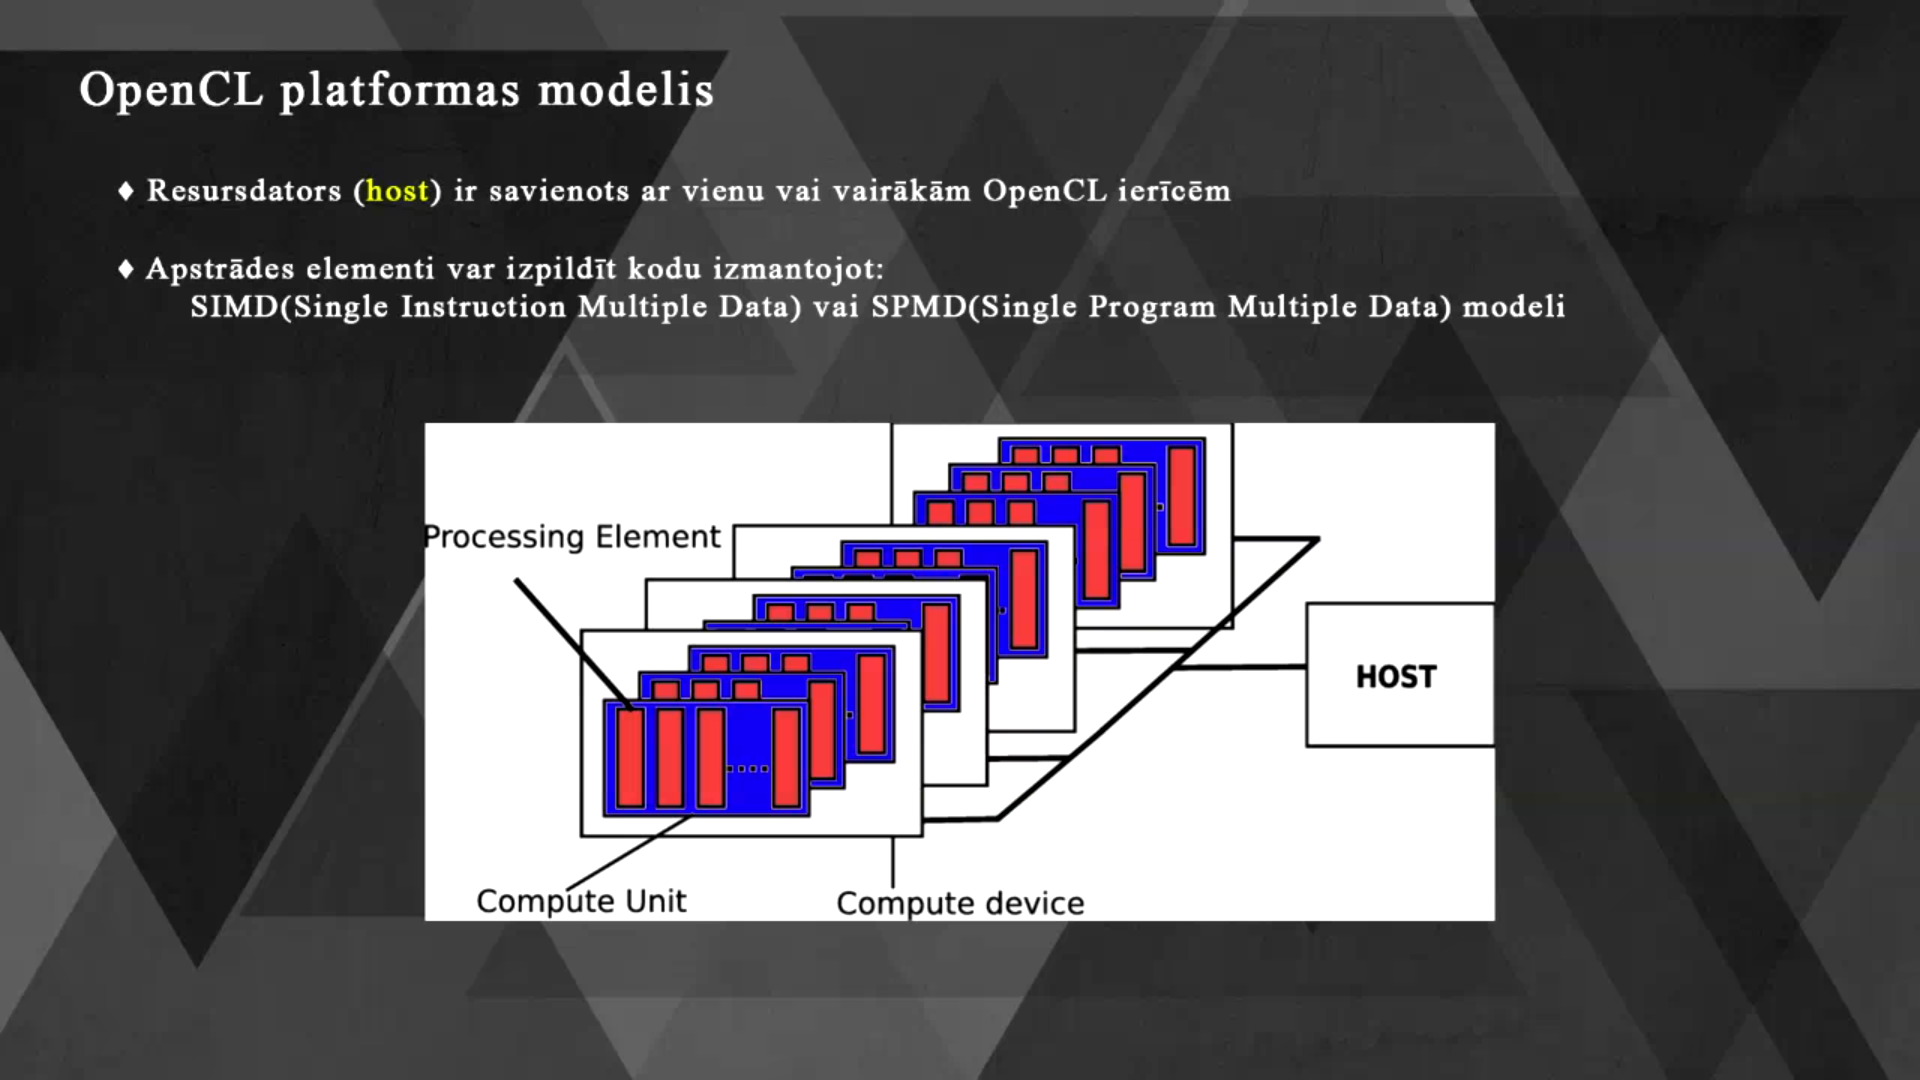 OpenCL platformas modelis
♦ Resursdators (host) ir savienots ar vienu vai vairākām OpenCL ierīcēm
♦ Apstrādes elementi var izpildīt kodu izmantojot:
SIMD(Single Instruction Multiple Data) vai SPMD(Single Program Multiple Data) modeli
Processing Element
HOST
Compute Unit
Compute device